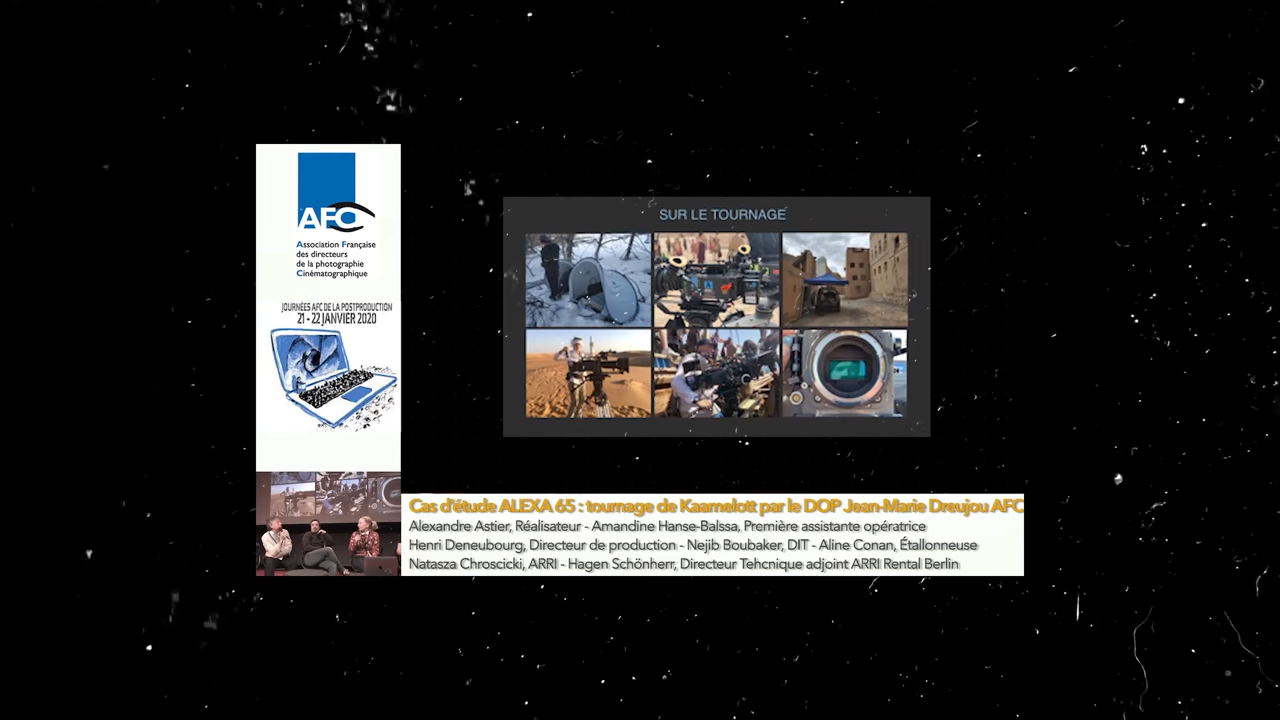 AFC
Association Française
des directeurs
de la photographie
Cinématographique
JOURNÉES AFC DE LA POSTPRODUCTION
21 - 22 JANVIER 2020
SUR LE TOURNAGE
Cas d'étude ALEXA 65 : tournage de Kaamelott par le DOP Jean-Marie Dreujou AFC
Alexandre Astier, Réalisateur - Amandine Hanse-Balssa, Première assistante opératrice
Henri Deneubourg, Directeur de production - Nejib Boubaker, DIT - Aline Conan, Étallonneuse
Natasza Chroscicki, ARRI - Hagen Schönherr, Directeur Tehcnique adjoint ARRI Rental Berlin